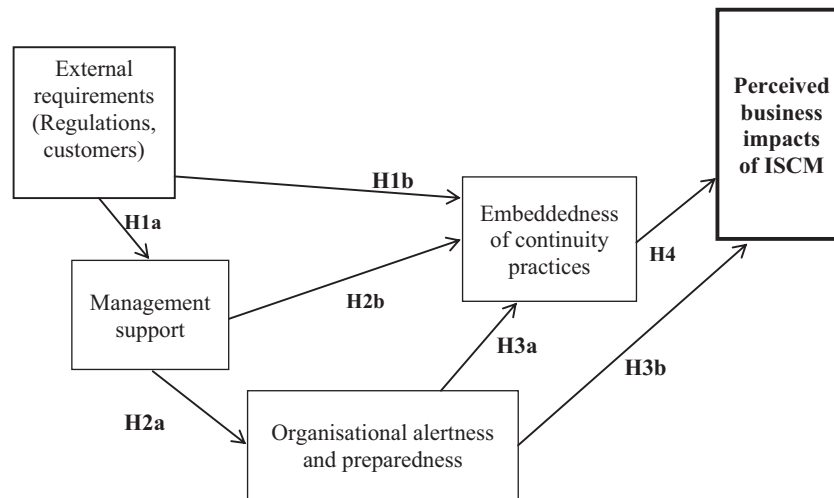 External
requirements
(Regulations,
customers)
Perceived
business
impacts
of ISCM
H1b
H1a
Embeddedness
of continuity
practices
H4
Management
support
H2b
H3a
H3b
H2a
Organisational alertness
and preparedness